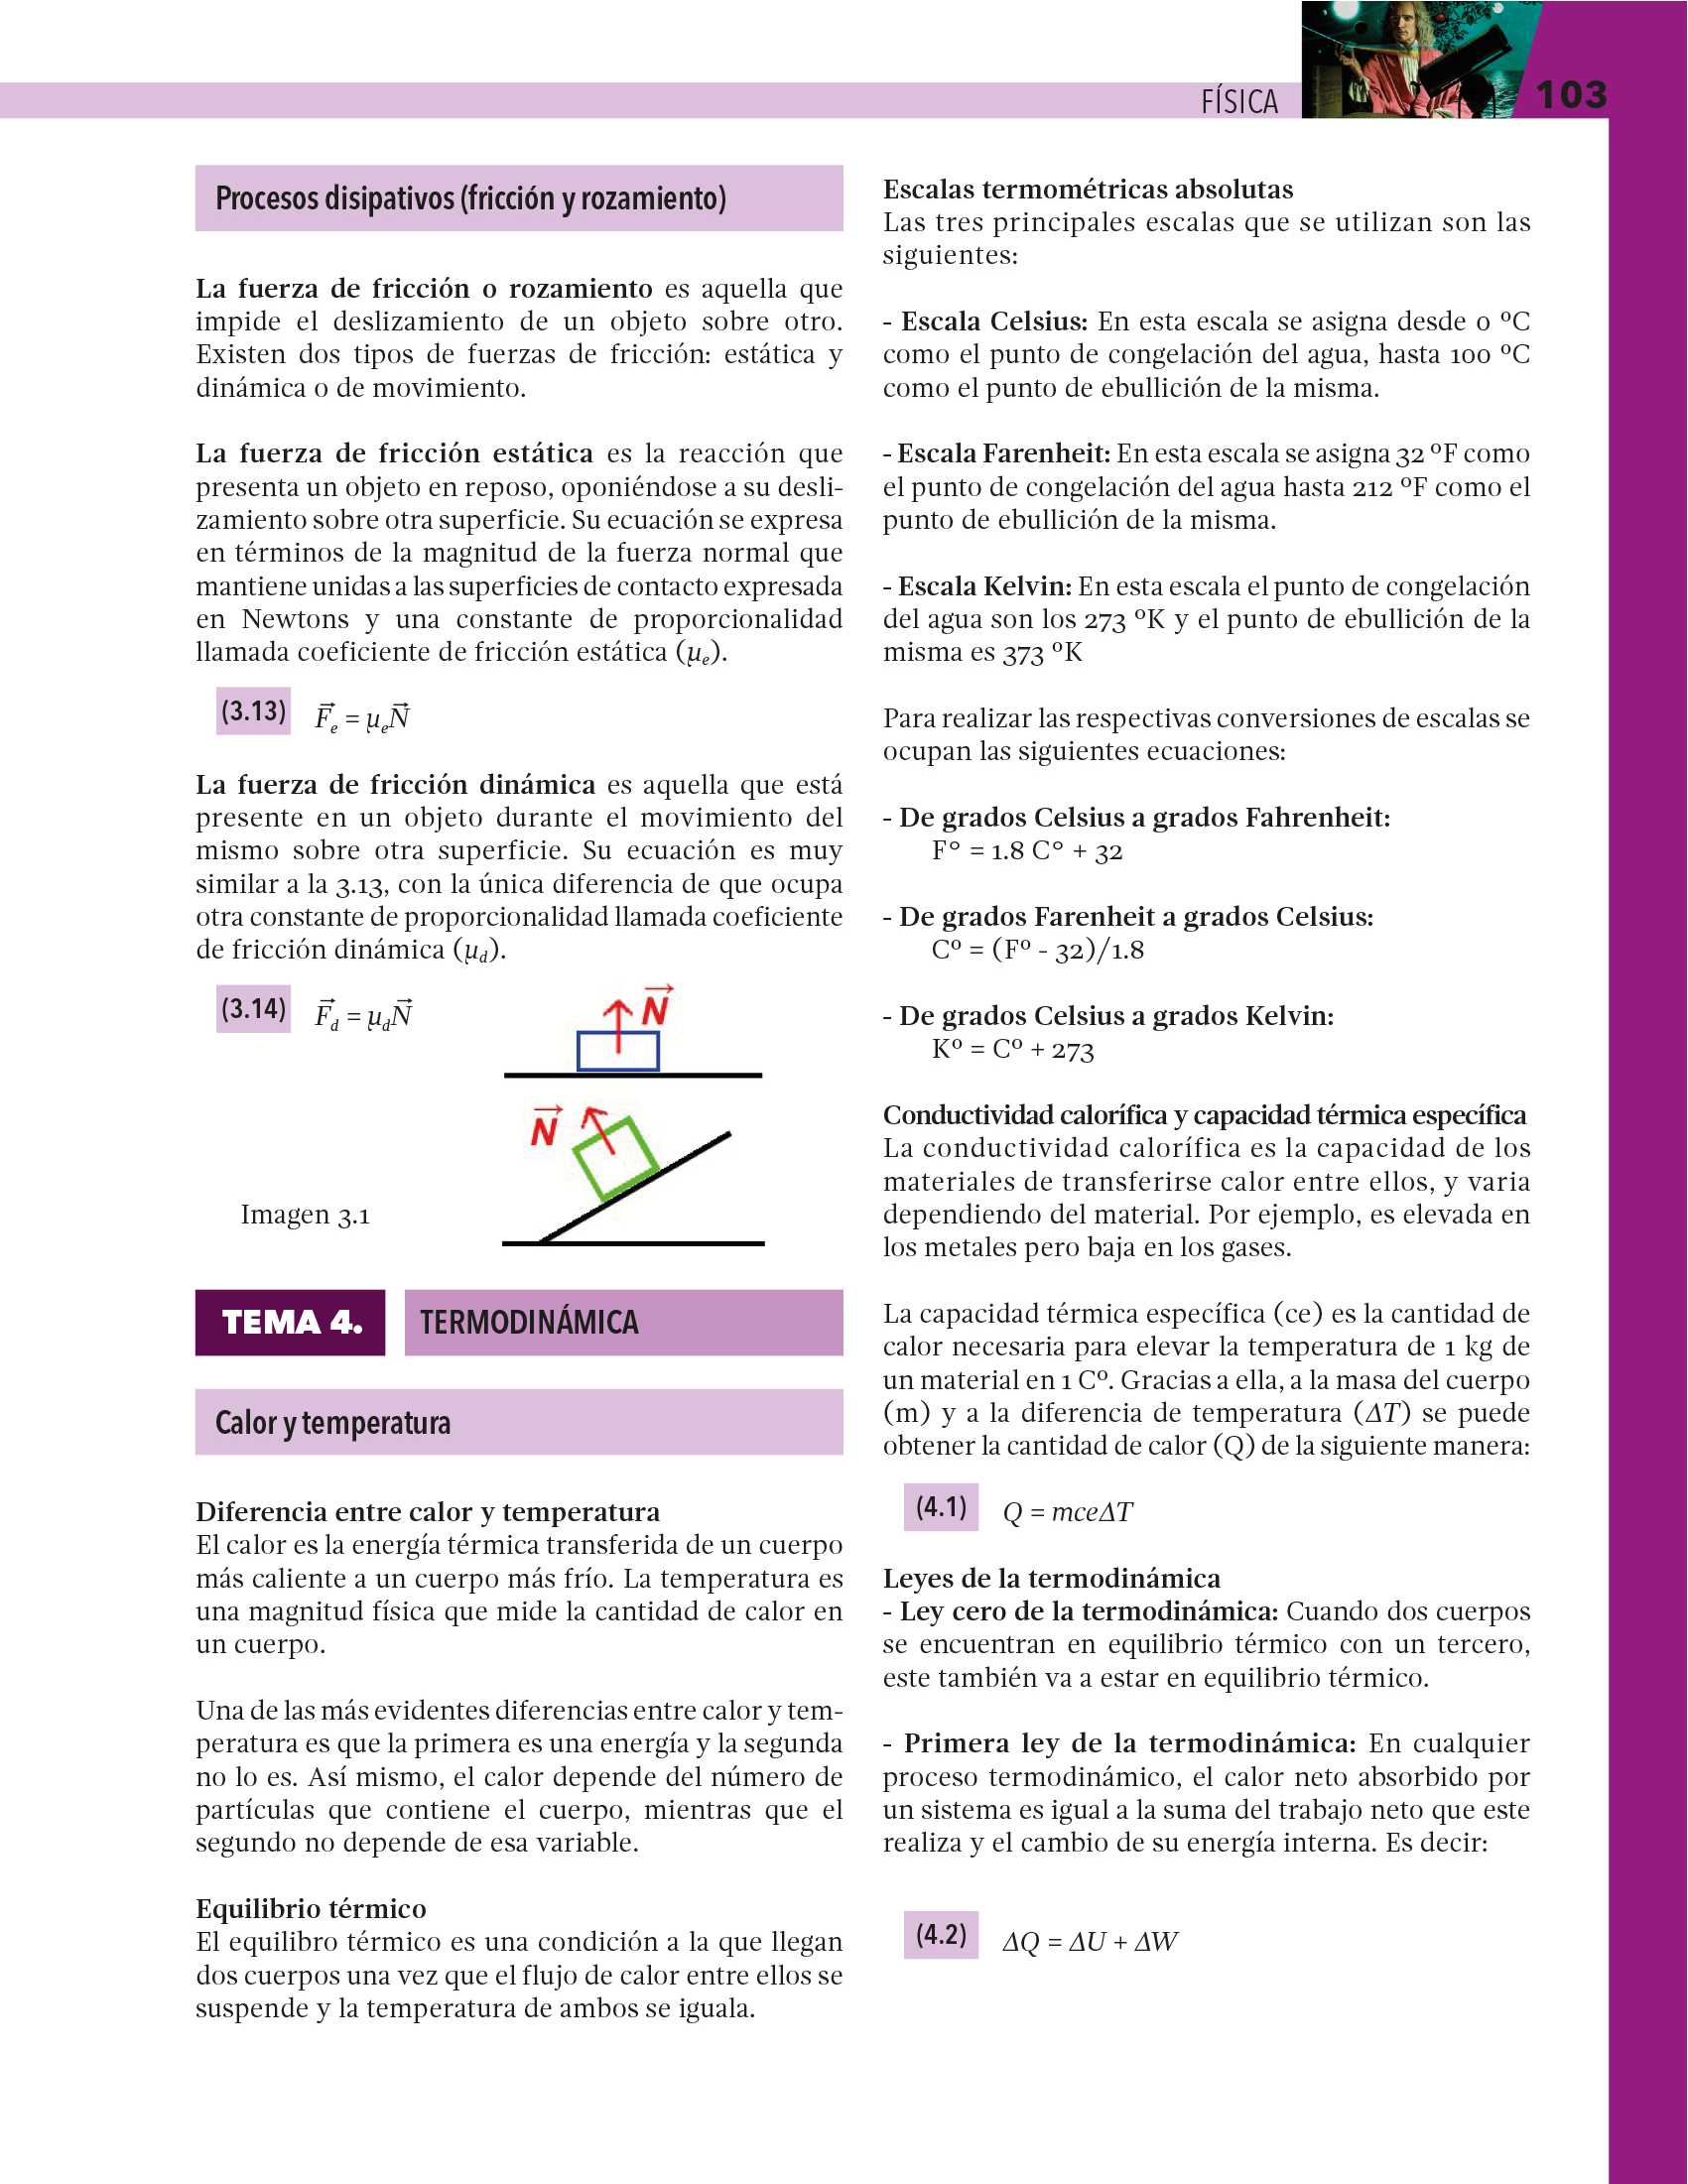 FÍSICA
103
Procesos disipativos (fricción y rozamiento)
La fuerza de fricción o rozamiento es aquella que
impide el deslizamiento de un objeto sobre otro.
Existen dos tipos de fuerzas de fricción: estática y
dinámica o de movimiento.
La fuerza de fricción estática es la reacción que
presenta un objeto en reposo, oponiéndose a su desli-
zamiento sobre otra superficie. Su ecuación se expresa
en términos de la magnitud de la fuerza normal que
mantiene unidas a las superficies de contacto expresada
en Newtons y una constante de proporcionalidad
llamada coeficiente de fricción estática (μₑ).
(3.13) F⃗ₑ = μₑN⃗
La fuerza de fricción dinámica es aquella que está
presente en un objeto durante el movimiento del
mismo sobre otra superficie. Su ecuación es muy
similar a la 3.13, con la única diferencia de que ocupa
otra constante de proporcionalidad llamada coeficiente
de fricción dinámica (μd).
(3.14) F⃗d = μdN⃗
N⃗
N⃗
Imagen 3.1
TEMA 4. TERMODINÁMICA
Calor y temperatura
Diferencia entre calor y temperatura
El calor es la energía térmica transferida de un cuerpo
más caliente a un cuerpo más frío. La temperatura es
una magnitud física que mide la cantidad de calor en
un cuerpo.
Una de las más evidentes diferencias entre calor y tem-
peratura es que la primera es una energía y la segunda
no lo es. Así mismo, el calor depende del número de
partículas que contiene el cuerpo, mientras que el
segundo no depende de esa variable.
Equilibrio térmico
El equilibro térmico es una condición a la que llegan
dos cuerpos una vez que el flujo de calor entre ellos se
suspende y la temperatura de ambos se iguala.
Escalas termométricas absolutas
Las tres principales escalas que se utilizan son las
siguientes:
- Escala Celsius: En esta escala se asigna desde 0 ºC
como el punto de congelación del agua, hasta 100 ºC
como el punto de ebullición de la misma.
- Escala Farenheit: En esta escala se asigna 32 ºF como
el punto de congelación del agua hasta 212 ºF como el
punto de ebullición de la misma.
- Escala Kelvin: En esta escala el punto de congelación
del agua son los 273 ºK y el punto de ebullición de la
misma es 373 ºK
Para realizar las respectivas conversiones de escalas se
ocupan las siguientes ecuaciones:
- De grados Celsius a grados Fahrenheit:
F° = 1.8 C° + 32
- De grados Farenheit a grados Celsius:
Cº = (Fº - 32)/1.8
- De grados Celsius a grados Kelvin:
Kº = Cº + 273
Conductividad calorífica y capacidad térmica específica
La conductividad calorífica es la capacidad de los
materiales de transferirse calor entre ellos, y varia
dependiendo del material. Por ejemplo, es elevada en
los metales pero baja en los gases.
La capacidad térmica específica (ce) es la cantidad de
calor necesaria para elevar la temperatura de 1 kg de
un material en 1 Cº. Gracias a ella, a la masa del cuerpo
(m) y a la diferencia de temperatura (ΔT) se puede
obtener la cantidad de calor (Q) de la siguiente manera:
(4.1) Q = mceΔT
Leyes de la termodinámica
- Ley cero de la termodinámica: Cuando dos cuerpos
se encuentran en equilibrio térmico con un tercero,
este también va a estar en equilibrio térmico.
- Primera ley de la termodinámica: En cualquier
proceso termodinámico, el calor neto absorbido por
un sistema es igual a la suma del trabajo neto que este
realiza y el cambio de su energía interna. Es decir:
(4.2) ΔQ = ΔU + ΔW